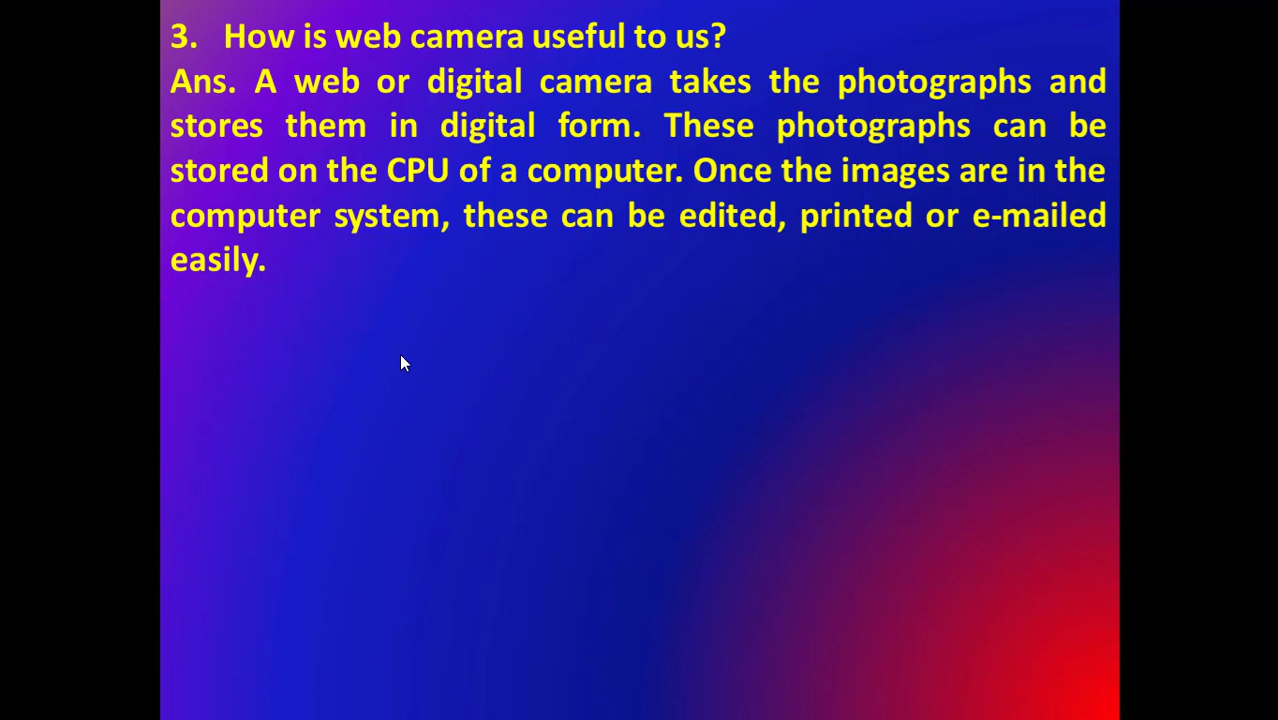 3. How is web camera useful to us?
Ans. A web or digital camera takes the photographs and
stores them in digital form. These photographs can be
stored on the CPU of a computer. Once the images are in the
computer system, these can be edited, printed or e-mailed
easily.